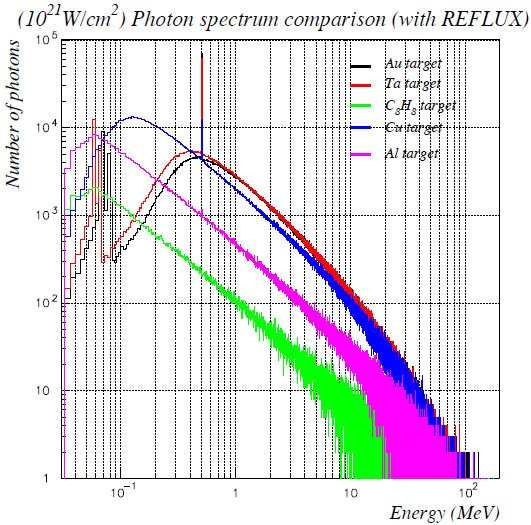 (10²¹W/cm²) Photon spectrum comparison (with REFLUX)
Number of photons
10⁵
10⁴
10³
10²
10
1
Au target
Ta target
C₈H₈ target
Cu target
Al target
10⁻¹ 1 10 10²
Energy (MeV)